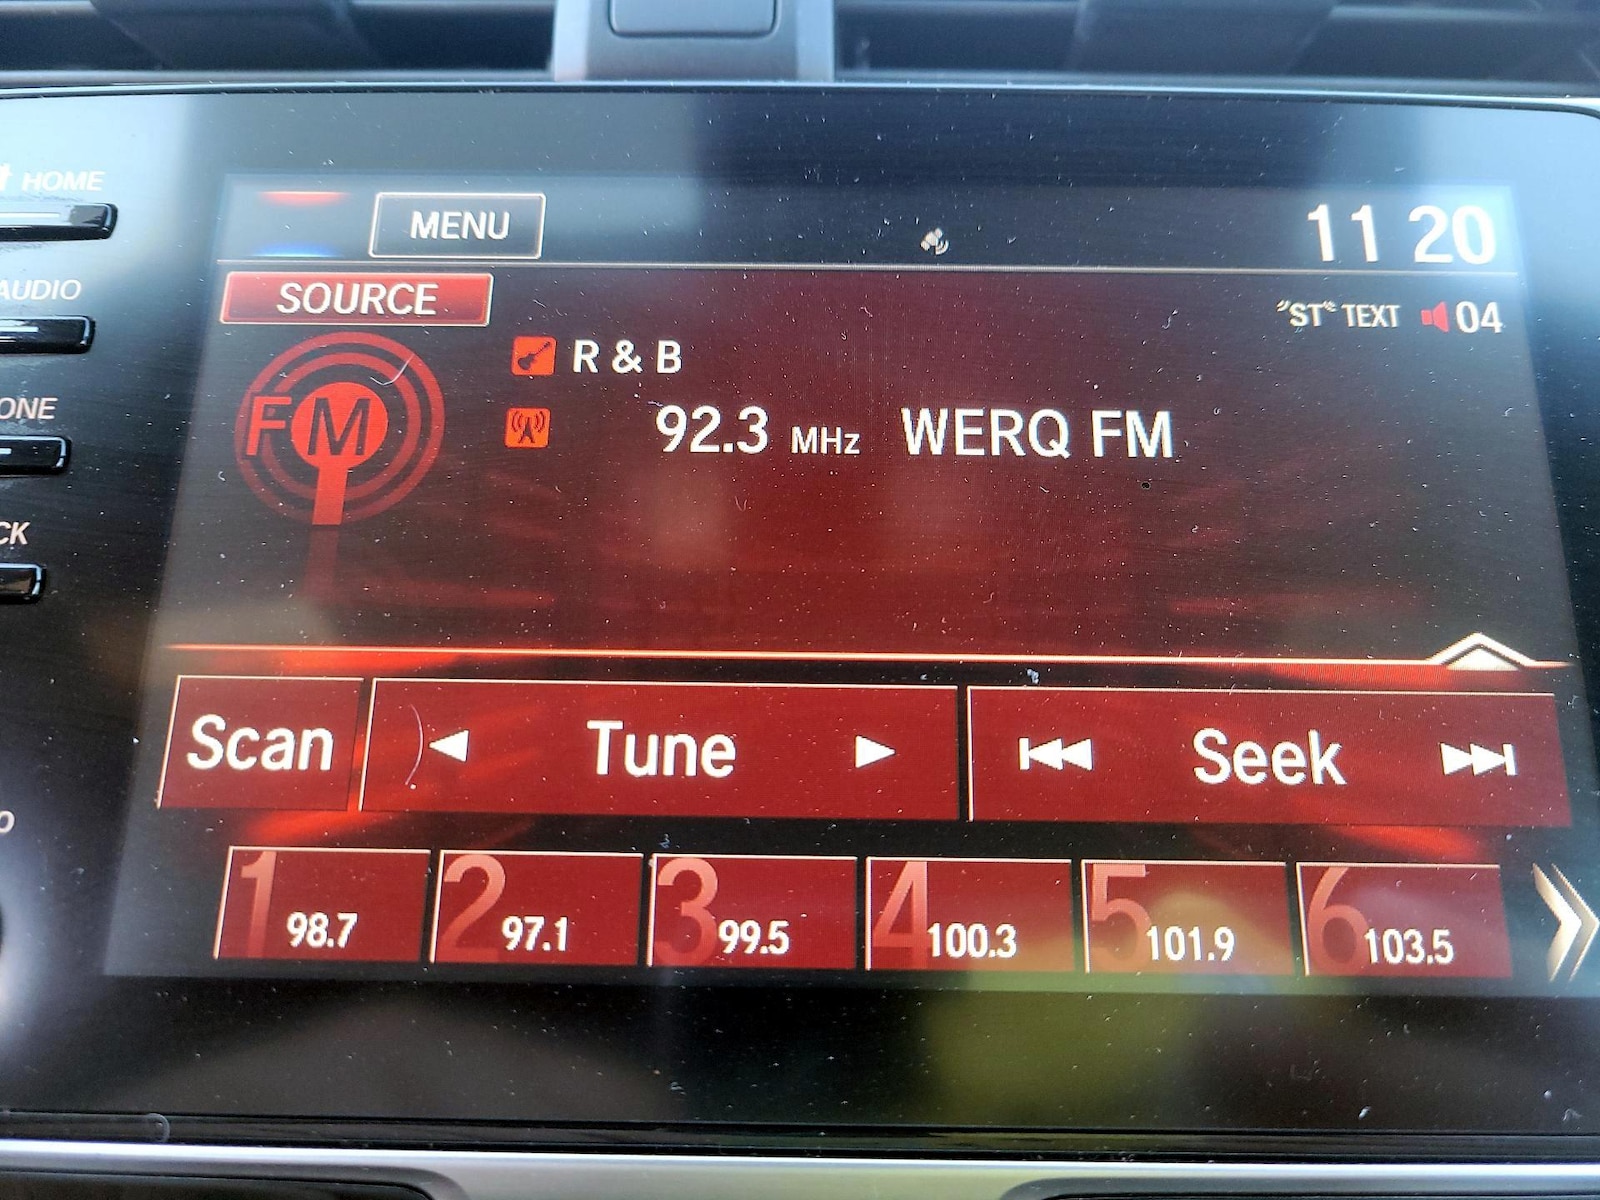 HOME
MENU
11 20
AUDIO
SOURCE
"ST" TEXT 04
R & B
FM
92.3 MHz WERQ FM
ONE
CK
Scan
Tune
Seek
O
1 98.7
2 97.1
3 99.5
4 100.3
5 101.9
6 103.5